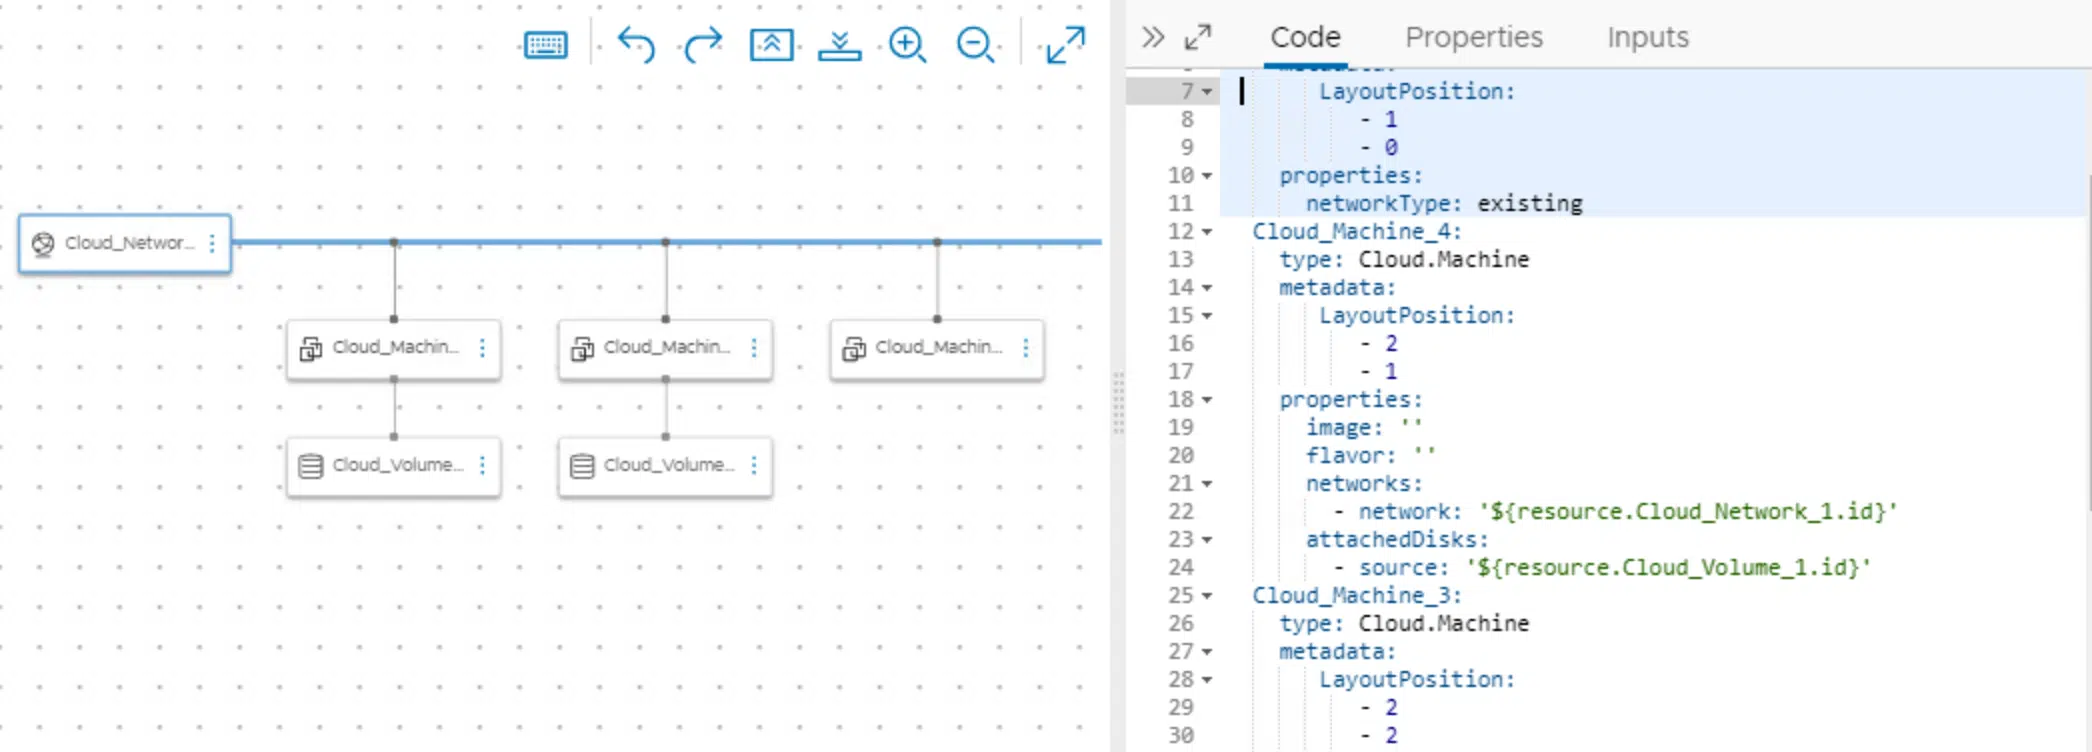 Code Properties Inputs
Cloud_Networ...
Cloud_Machin...
Cloud_Machin...
Cloud_Machin...
Cloud_Volume...
Cloud_Volume...
metadata:
7 LayoutPosition:
8 - 1
9 - 0
10 properties:
11 networkType: existing
12 Cloud_Machine_4:
13 type: Cloud.Machine
14 metadata:
15 LayoutPosition:
16 - 2
17 - 1
18 properties:
19 image: ''
20 flavor: ''
21 networks:
22 - network: '${resource.Cloud_Network_1.id}'
23 attachedDisks:
24 - source: '${resource.Cloud_Volume_1.id}'
25 Cloud_Machine_3:
26 type: Cloud.Machine
27 metadata:
28 LayoutPosition:
29 - 2
30 - 2